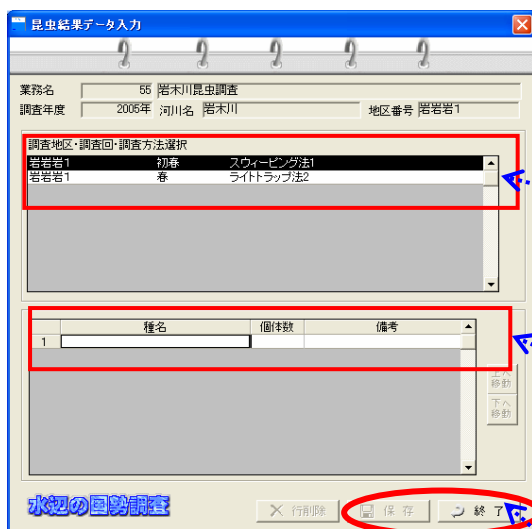 昆虫結果データ入力
業務名 55 岩木川昆虫調査
調査年度 2005年 河川名 岩木川 地区番号 岩岩岩1
調査地区・調査回・調査方法選択
岩岩岩1 初春 スウィーピング法1
岩岩岩1 春 ライトトラップ法2
種名 個体数 備考
1
上へ
移動
下へ
移動
水辺の国勢調査 行削除 保存 終了